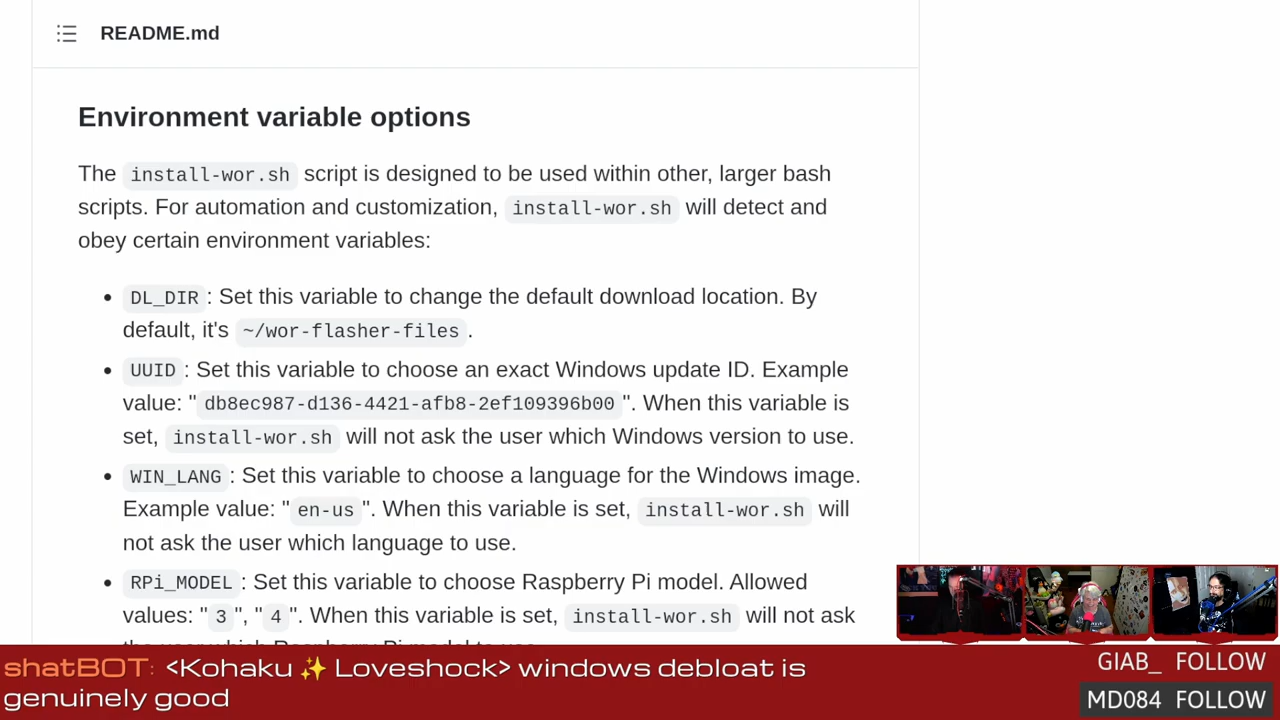 README.md
Environment variable options
The install-wor.sh script is designed to be used within other, larger bash
scripts. For automation and customization, install-wor.sh will detect and
obey certain environment variables:
• DL_DIR: Set this variable to change the default download location. By
default, it's ~/wor-flasher-files.
• UUID: Set this variable to choose an exact Windows update ID. Example
value: "db8ec987-d136-4421-afb8-2ef109396b00". When this variable is
set, install-wor.sh will not ask the user which Windows version to use.
• WIN_LANG: Set this variable to choose a language for the Windows image.
Example value: "en-us". When this variable is set, install-wor.sh will
not ask the user which language to use.
• RPi_MODEL: Set this variable to choose Raspberry Pi model. Allowed
values: "3", "4". When this variable is set, install-wor.sh will not ask
the user which Raspberry Pi model to use.
shatBOT: <Kohaku ✨ Loveshock> windows debloat is
genuinely good
GIAB_ FOLLOW
MD084 FOLLOW